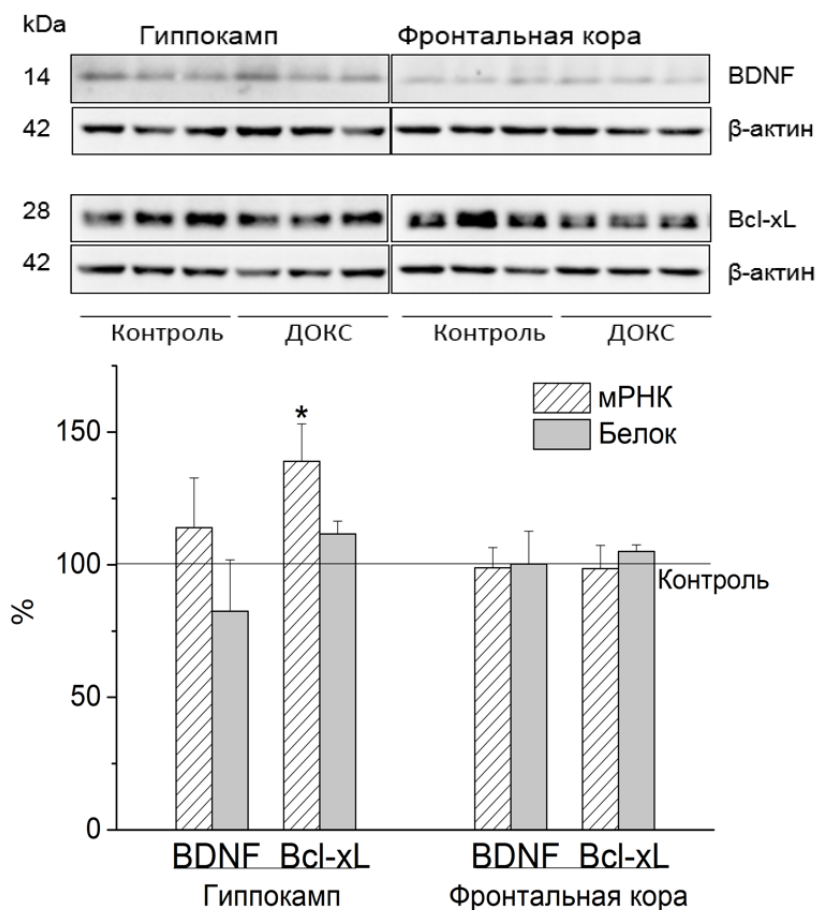 kDa
Гиппокамп Фронтальная кора
14 BDNF
42 β-актин
28 Bcl-xL
42 β-актин
Контроль ДОКС Контроль ДОКС
мРНК
Белок
*
150
100
50
0
%
Контроль
BDNF Bcl-xL BDNF Bcl-xL
Гиппокамп Фронтальная кора